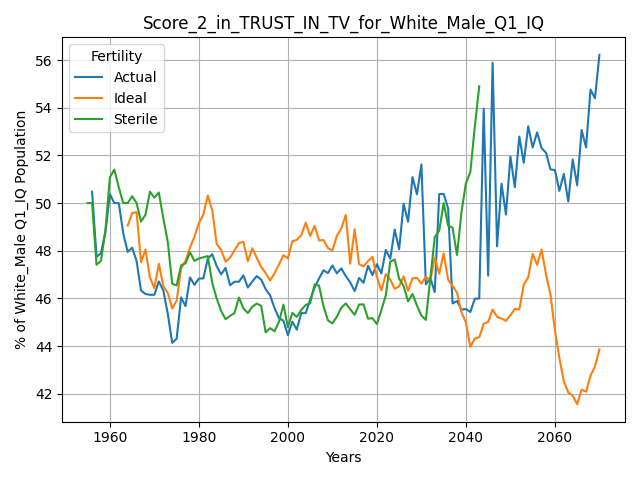 Score_2_in_TRUST_IN_TV_for_White_Male_Q1_IQ
Fertility
Actual
Ideal
Sterile
% of White_Male Q1_IQ Population
56
54
52
50
48
46
44
42
1960 1980 2000 2020 2040 2060
Years